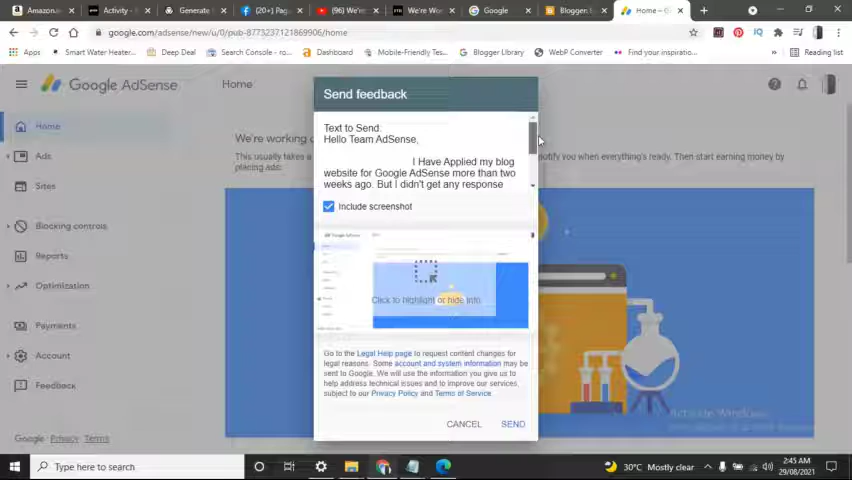 Amazon.
Activity -
Generate
(20+) Pag
(96) We're
We're Wor
Google
Blogger: B
Home – G
google.com/adsense/new/u/0/pub-8773237121869906/home
Apps
Smart Water Heater...
Deep Deal
Search Console - ...
Dashboard
Mobile-Friendly Tes...
Blogger Library
WebP Converter
Find your inspiratio...
Reading list
Google AdSense
Home
Home
Ads
Sites
Blocking controls
Reports
Optimization
Payments
Account
Feedback
Google
Privacy
Terms
We're working
This usually takes a
notify you when everything's ready. Then start earning money by
placing ads.
Send feedback
Text to Send.
Hello Team AdSense,
I Have Applied my blog
website for Google AdSense more than two
weeks ago. But I didn't get any response
Include screenshot
Click to highlight or hide info
Go to the Legal Help page to request content changes for
legal reasons. Some account and system information may be
sent to Google. We will use the information you give us to
help address technical issues and to improve our services,
subject to our Privacy Policy and Terms of Service.
CANCEL
SEND
Activate Windows
Type here to search
30°C Mostly clear
2:45 AM
29/08/2021